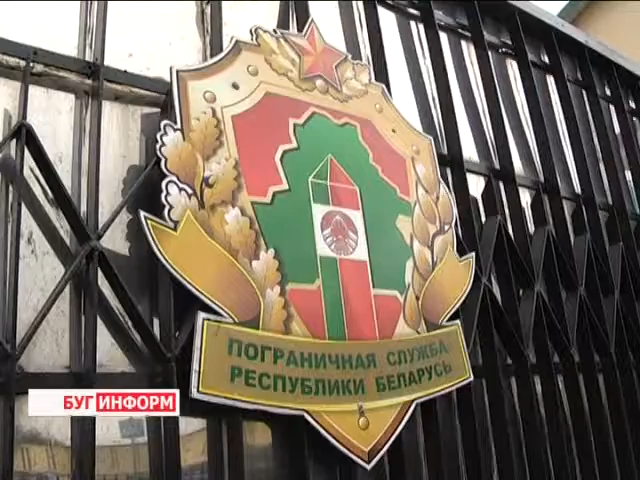 ПОГРАНИЧНАЯ СЛУЖБА
РЕСПУБЛИКИ БЕЛАРУСЬ
БУГИНФОРМ